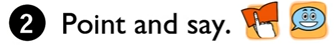 2 Point and say.